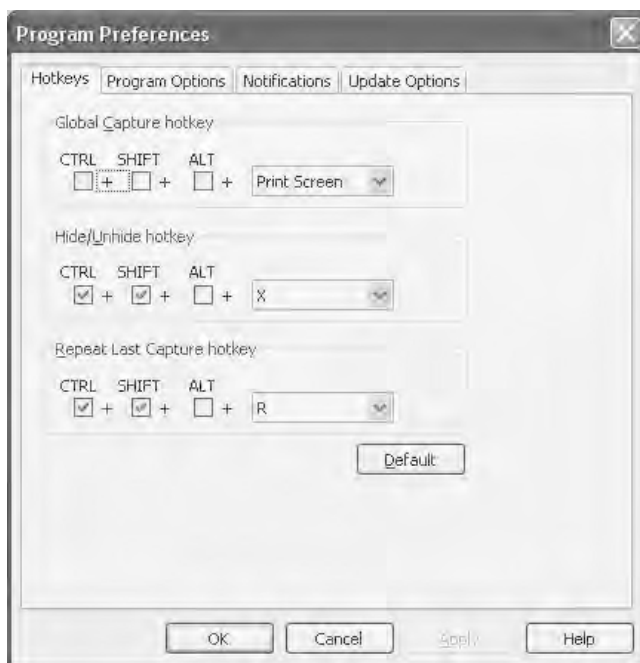 Program Preferences
Hotkeys Program Options Notifications Update Options
Global Capture hotkey
CTRL SHIFT ALT
+ + + Print Screen
Hide/Unhide hotkey
CTRL SHIFT ALT
+ + + X
Repeat Last Capture hotkey
CTRL SHIFT ALT
+ + + R
Default
OK Cancel Apply Help